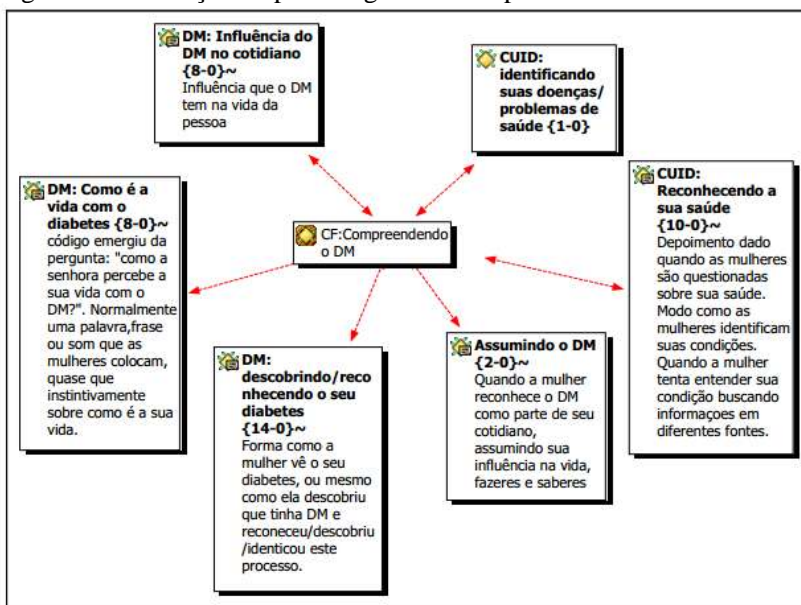 DM: Influência do
DM no cotidiano
{8-0}~
Influência que o DM
tem na vida da
pessoa
CUID:
identificando
suas doenças/
problemas de
saúde {1-0}
DM: Como é a
vida com o
diabetes {8-0}~
código emergiu da
pergunta: "como a
senhora percebe a
sua vida com o
DM?". Normalmente
uma palavra,frase
ou som que as
mulheres colocam,
quase que
instintivamente
sobre como é a sua
vida.
CF:Compreendendo
o DM
CUID:
Reconhecendo a
sua saúde
{10-0}~
Depoimento dado
quando as mulheres
são questionadas
sobre sua saúde.
Modo como as
mulheres identificam
suas condições.
Quando a mulher
tenta entender sua
condição buscando
informaçoes em
diferentes fontes.
DM:
descobrindo/reco
nhecendo o seu
diabetes
{14-0}~
Forma como a
mulher vê o seu
diabetes, ou mesmo
como ela descobriu
que tinha DM e
reconeceu/descobriu
/identicou este
processo.
Assumindo o DM
{2-0}~
Quando a mulher
reconhece o DM
como parte de seu
cotidiano,
assumindo sua
influência na vida,
fazeres e saberes